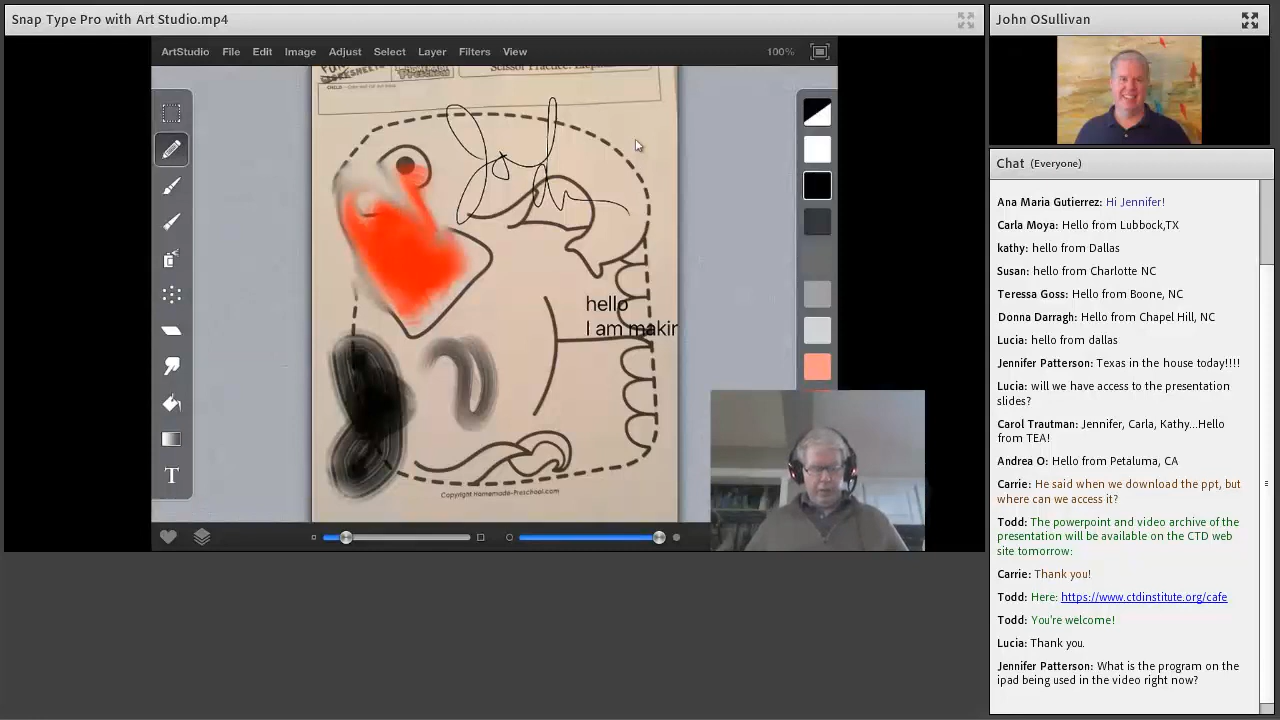 Snap Type Pro with Art Studio.mp4
ArtStudio File Edit Image Adjust Select Layer Filters View 100%
Scissor Practice:
hello
I am makin
T
Copyright Homemade-Preschool.com
John OSullivan
Chat (Everyone)
Ana Maria Gutierrez: Hi Jennifer!
Carla Moya: Hello from Lubbock,TX
kathy: hello from Dallas
Susan: hello from Charlotte NC
Teressa Goss: Hello from Boone, NC
Donna Darragh: Hello from Chapel Hill, NC
Lucia: hello from dallas
Jennifer Patterson: Texas in the house today!!!!
Lucia: will we have access to the presentation
slides?
Carol Trautman: Jennifer, Carla, Kathy...Hello
from TEA!
Andrea O: Hello from Petaluma, CA
Carrie: He said when we download the ppt, but
where can we access it?
Todd: The powerpoint and video archive of the
presentation will be available on the CTD web
site tomorrow:
Carrie: Thank you!
Todd: Here: https://www.ctdinstitute.org/cafe
Todd: You're welcome!
Lucia: Thank you.
Jennifer Patterson: What is the program on the
ipad being used in the video right now?